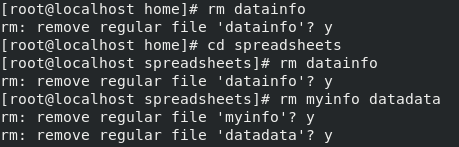 [root@localhost home]# rm datainfo
rm: remove regular file 'datainfo'? y
[root@localhost home]# cd spreadsheets
[root@localhost spreadsheets]# rm datainfo
rm: remove regular file 'datainfo'? y
[root@localhost spreadsheets]# rm myinfo datadata
rm: remove regular file 'myinfo'? y
rm: remove regular file 'datadata'? y